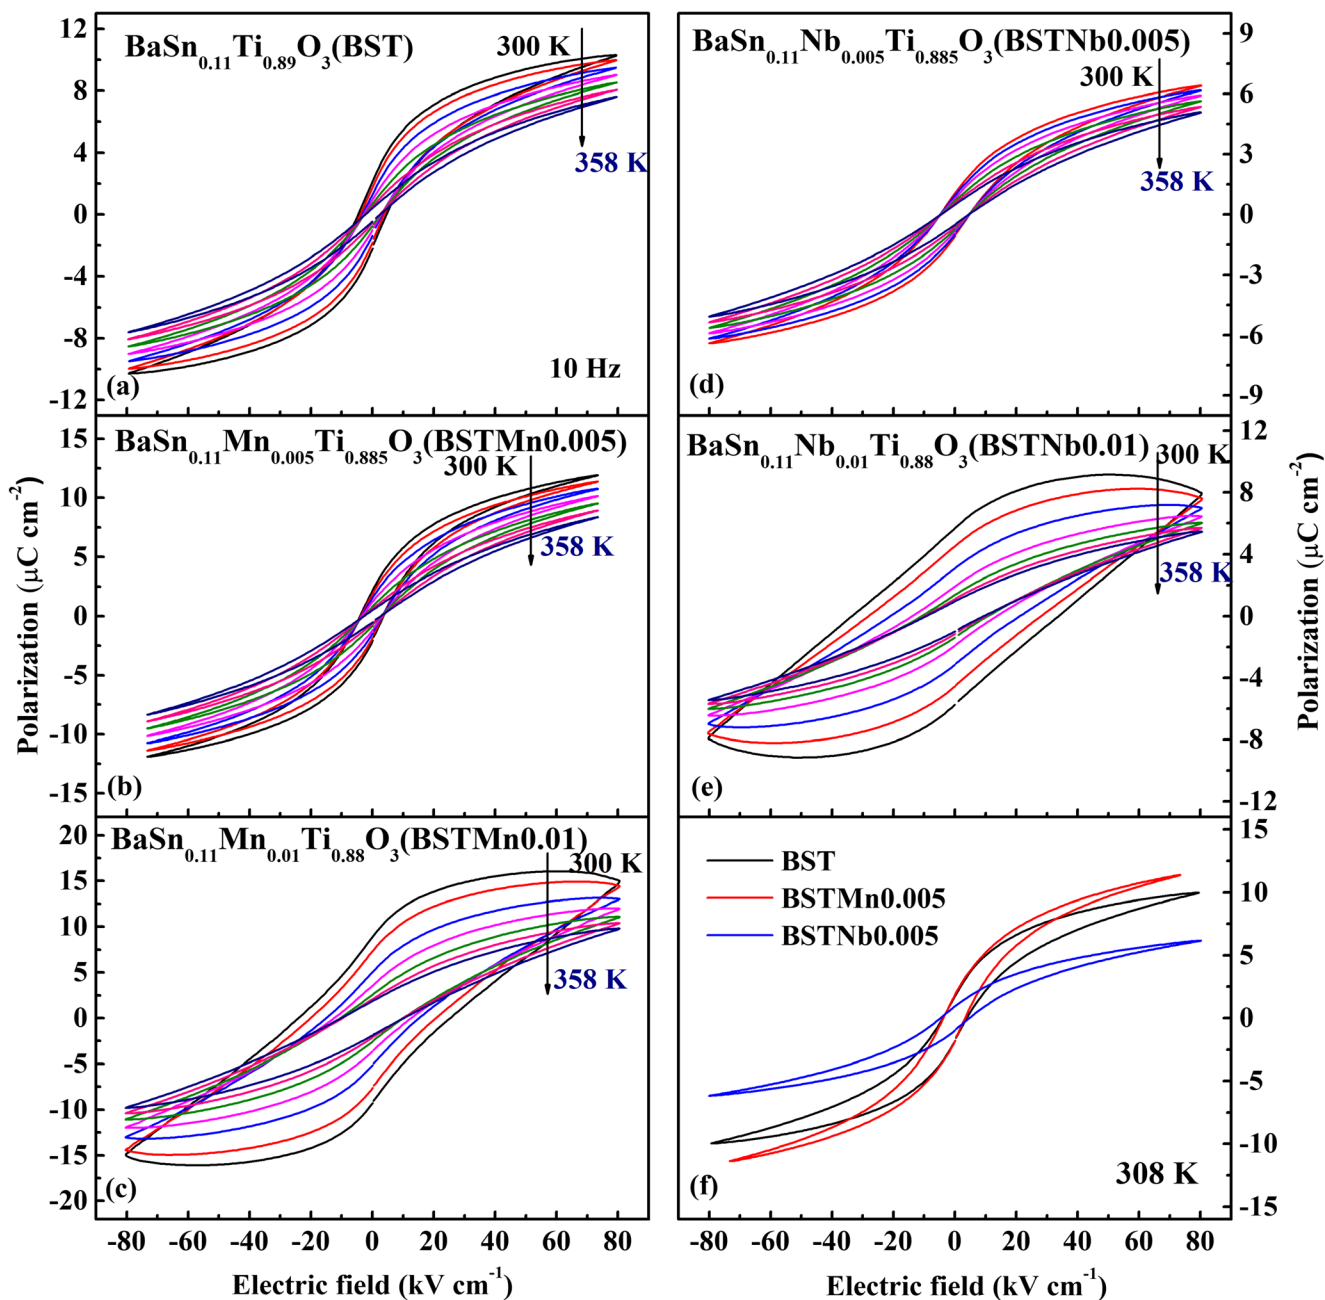 Polarization (μC cm⁻²)
BaSn₀.₁₁Ti₀.₈₉O₃(BST)
300 K
358 K
10 Hz
(a)
12
8
4
0
-4
-8
-12
BaSn₀.₁₁Mn₀.₀₀₅Ti₀.₈₈₅O₃(BSTMn0.005)
300 K
358 K
(b)
15
10
5
0
-5
-10
-15
BaSn₀.₁₁Mn₀.₀₁Ti₀.₈₈O₃(BSTMn0.01)
300 K
358 K
(c)
20
15
10
5
0
-5
-10
-15
-20
-80 -60 -40 -20 0 20 40 60 80
Electric field (kV cm⁻¹)
BaSn₀.₁₁Nb₀.₀₀₅Ti₀.₈₈₅O₃(BSTNb0.005)
300 K
358 K
(d)
9
6
3
0
-3
-6
-9
BaSn₀.₁₁Nb₀.₀₁Ti₀.₈₈O₃(BSTNb0.01)
300 K
358 K
(e)
12
8
4
0
-4
-8
-12
BST
BSTMn0.005
BSTNb0.005
308 K
(f)
15
10
5
0
-5
-10
-15
-80 -60 -40 -20 0 20 40 60 80
Electric field (kV cm⁻¹)
Polarization (μC cm⁻²)